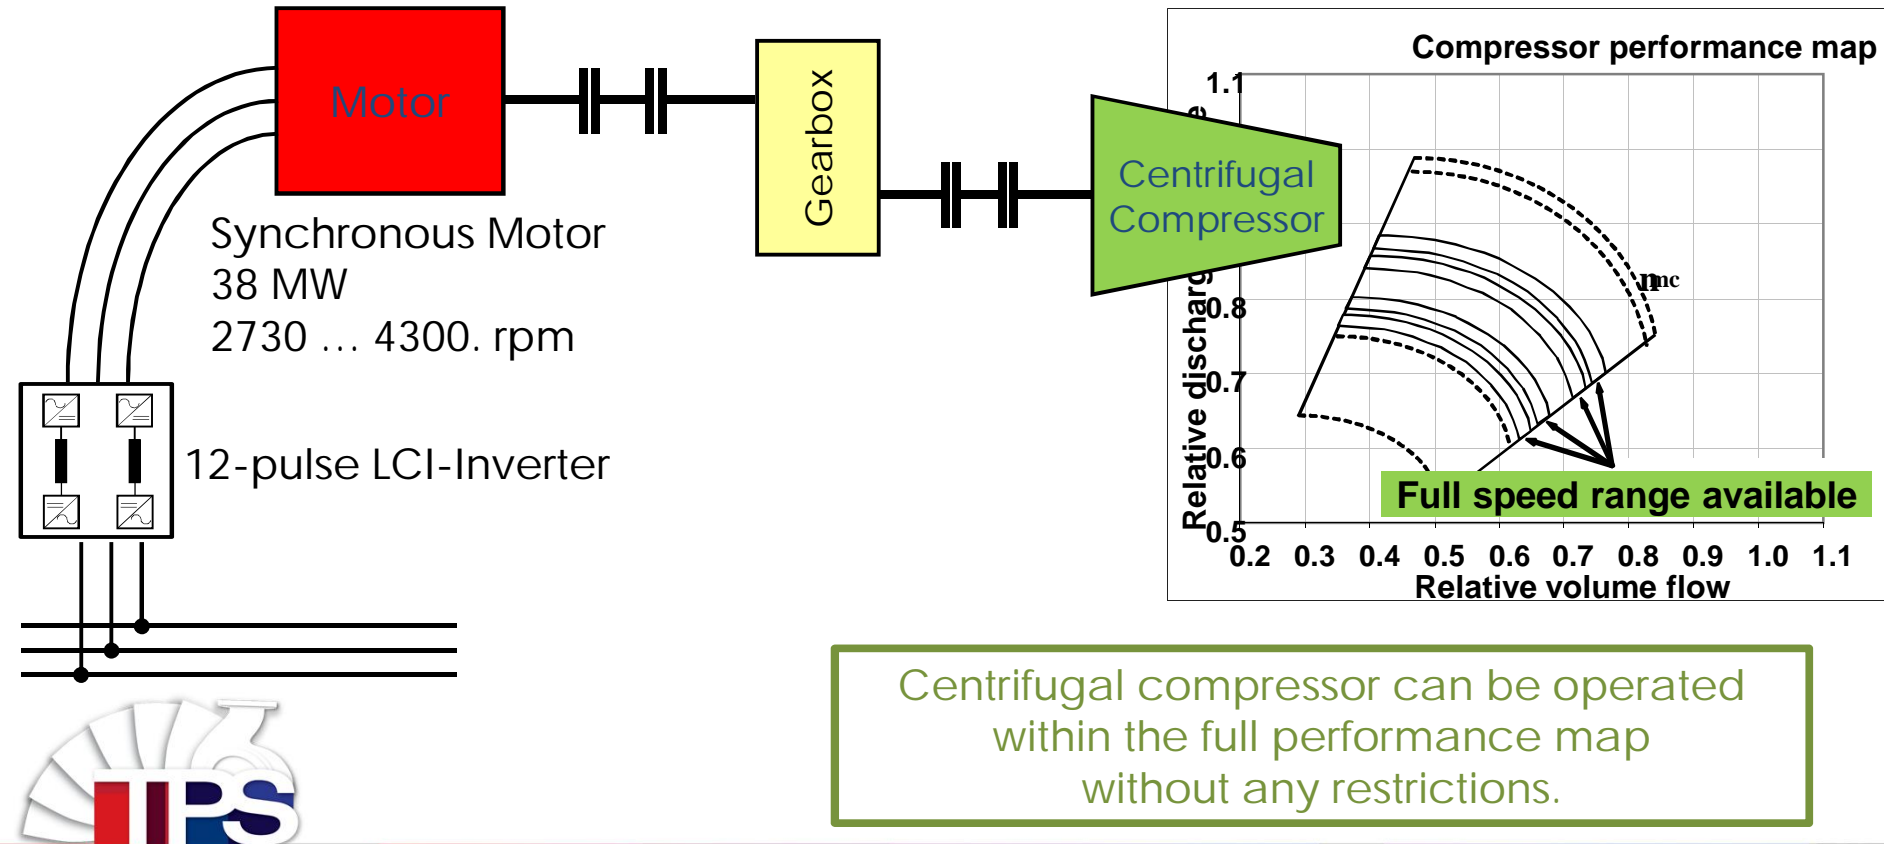 Motor
Synchronous Motor
38 MW
2730 … 4300. rpm
12-pulse LCI-Inverter
Gearbox
Centrifugal
Compressor
Compressor performance map
1.1
0.8
0.7
0.6
0.5
Relative
mc
Full speed range available
0.2 0.3 0.4 0.5 0.6 0.7 0.8 0.9 1.0 1.1
Relative volume flow
Centrifugal compressor can be operated
within the full performance map
without any restrictions.
TPS